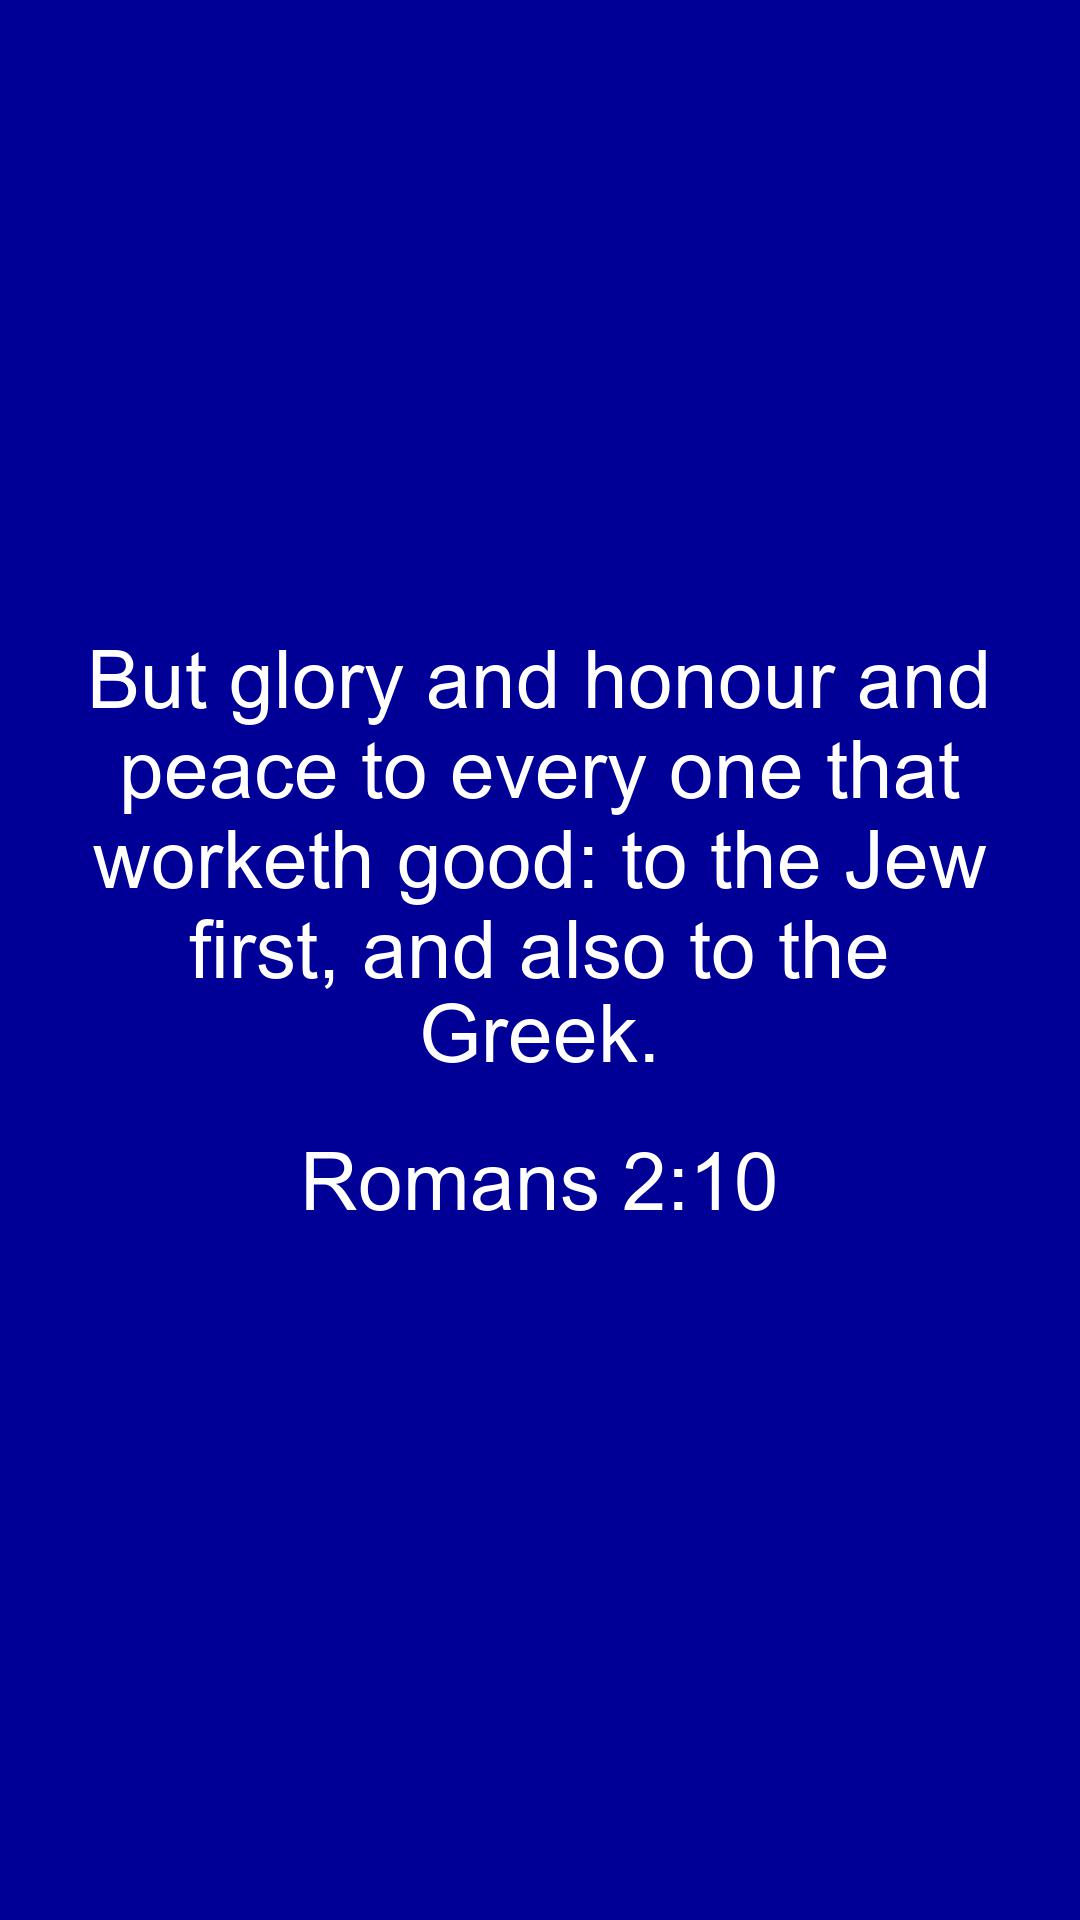 But glory and honour and
peace to every one that
worketh good: to the Jew
first, and also to the
Greek.
Romans 2:10